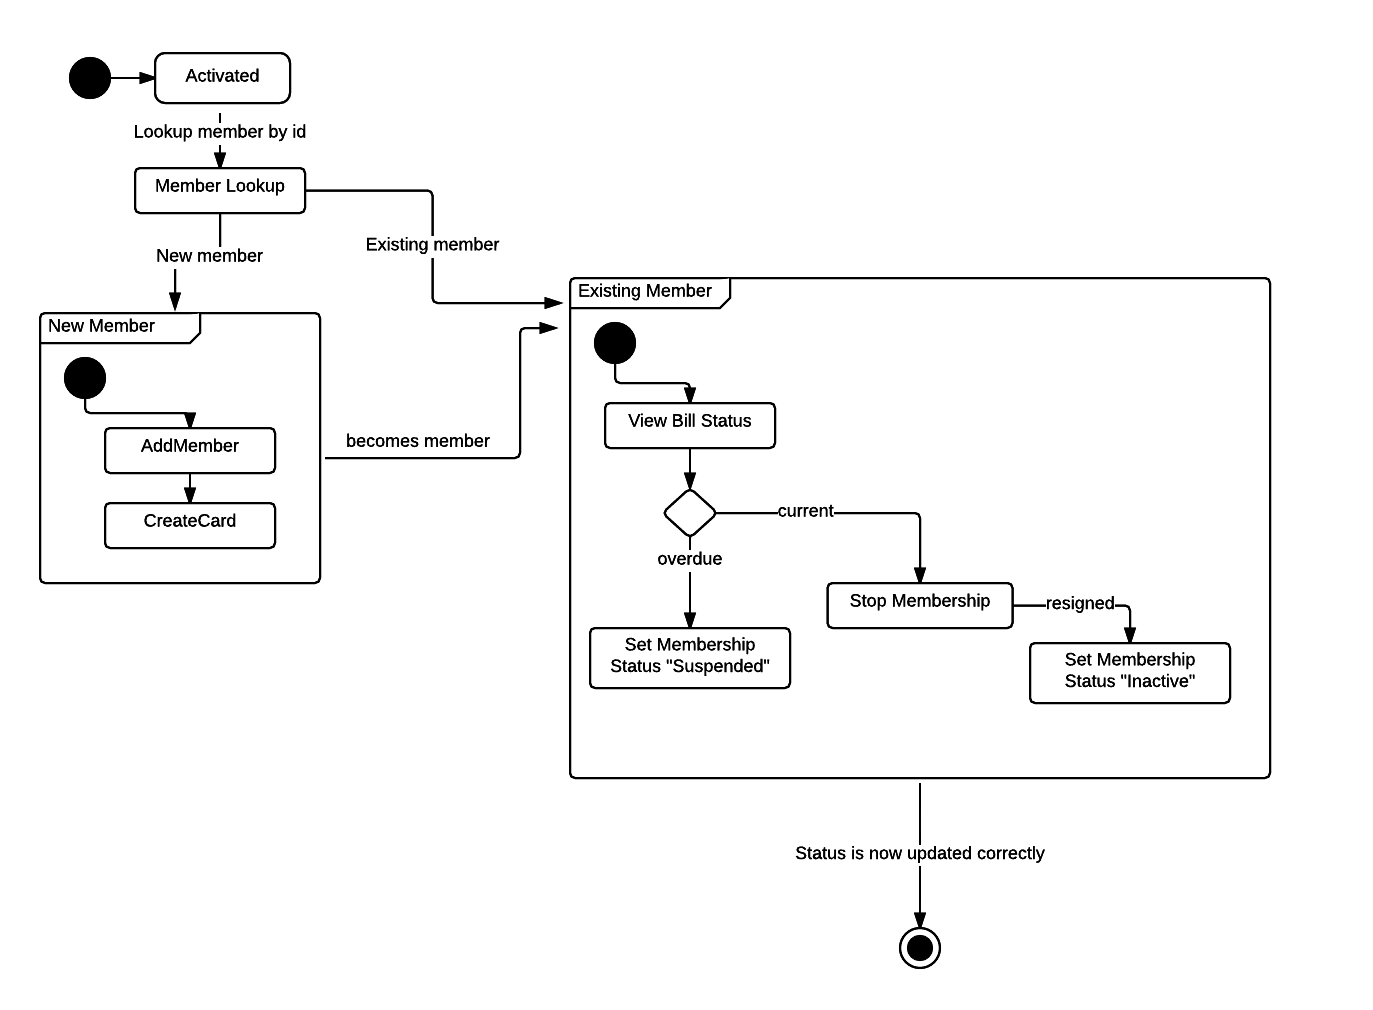 Activated
Lookup member by id
Member Lookup
New member
Existing member
New Member
AddMember
CreateCard
becomes member
Existing Member
View Bill Status
current
overdue
Stop Membership
resigned
Set Membership
Status "Suspended"
Set Membership
Status "Inactive"
Status is now updated correctly